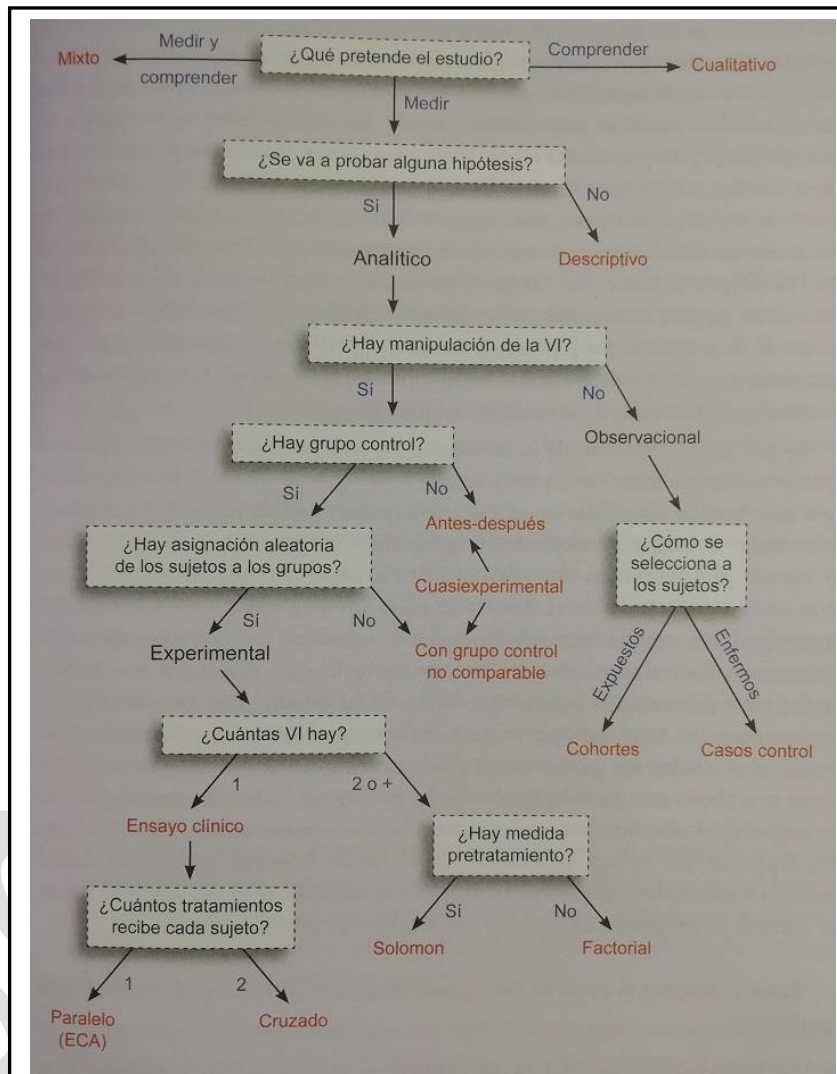 Medir y
Mixto
comprender
¿Qué pretende el estudio?
Comprender
Cualitativo
Medir
¿Se va a probar alguna hipótesis?
Sí
No
Analítico
Descriptivo
¿Hay manipulación de la VI?
Sí
No
¿Hay grupo control?
Observacional
Sí
No
Antes-después
¿Hay asignación aleatoria
de los sujetos a los grupos?
¿Cómo se
selecciona a
los sujetos?
Cuasiexperimental
Sí
No
Experimental
Con grupo control
no comparable
Expuestos
Enfermos
¿Cuántas VI hay?
Cohortes
Casos control
1
2 o +
Ensayo clínico
¿Hay medida
pretratamiento?
¿Cuántos tratamientos
recibe cada sujeto?
Sí
No
Solomon
Factorial
1
2
Paralelo
(ECA)
Cruzado